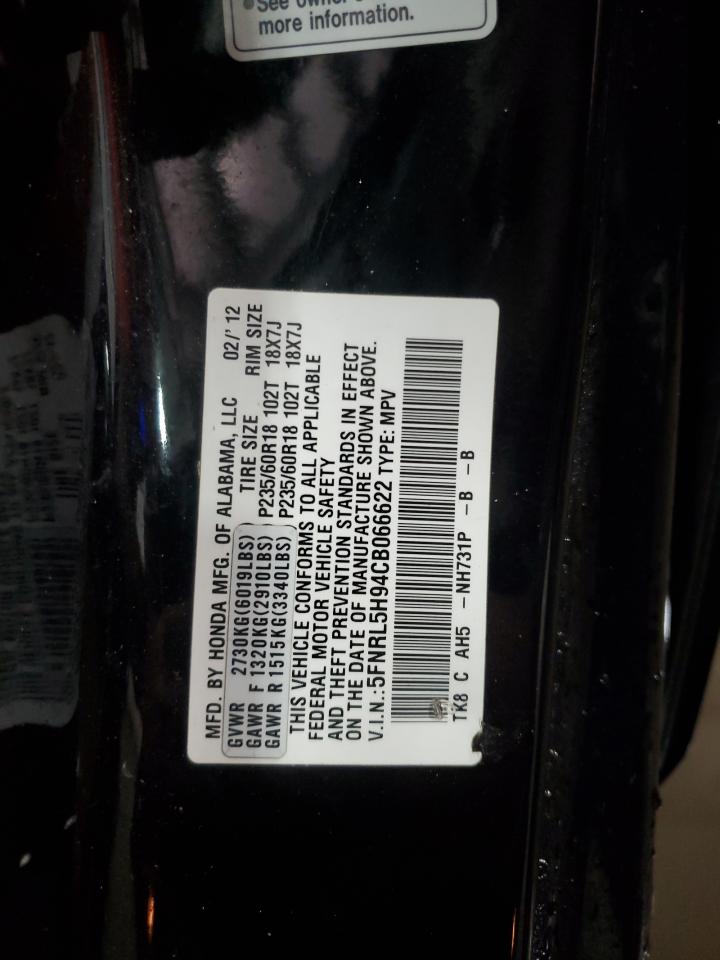 See owner
more information.
MFD. BY HONDA MFG. OF ALABAMA, LLC 02/' 12
GVWR 2730KG(6019LBS) TIRE SIZE RIM SIZE
GAWR F 1320KG(2910LBS) P235/60R18 102T 18X7J
GAWR R 1515KG(3340LBS) P235/60R18 102T 18X7J
THIS VEHICLE CONFORMS TO ALL APPLICABLE
FEDERAL MOTOR VEHICLE SAFETY
AND THEFT PREVENTION STANDARDS IN EFFECT
ON THE DATE OF MANUFACTURE SHOWN ABOVE.
V.I.N.:5FNRL5H94CB066622 TYPE: MPV
TK8 C AH5 -NH731P -B -B